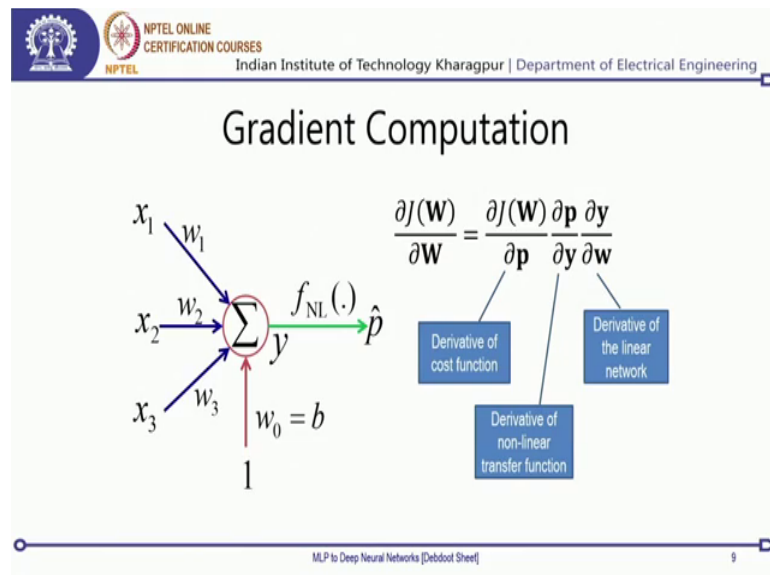 NPTEL ONLINE
CERTIFICATION COURSES
NPTEL
Indian Institute of Technology Kharagpur | Department of Electrical Engineering
Gradient Computation
x₁
w₁
x₂
w₂
x₃
w₃
Σ
y
f_NL(.)
p̂
w₀ = b
1
∂J(W)/∂W = ∂J(W)/∂p ∂p/∂y ∂y/∂w
Derivative of
cost function
Derivative of
non-linear
transfer function
Derivative of
the linear
network
MLP to Deep Neural Networks [Debdoot Sheet]
9